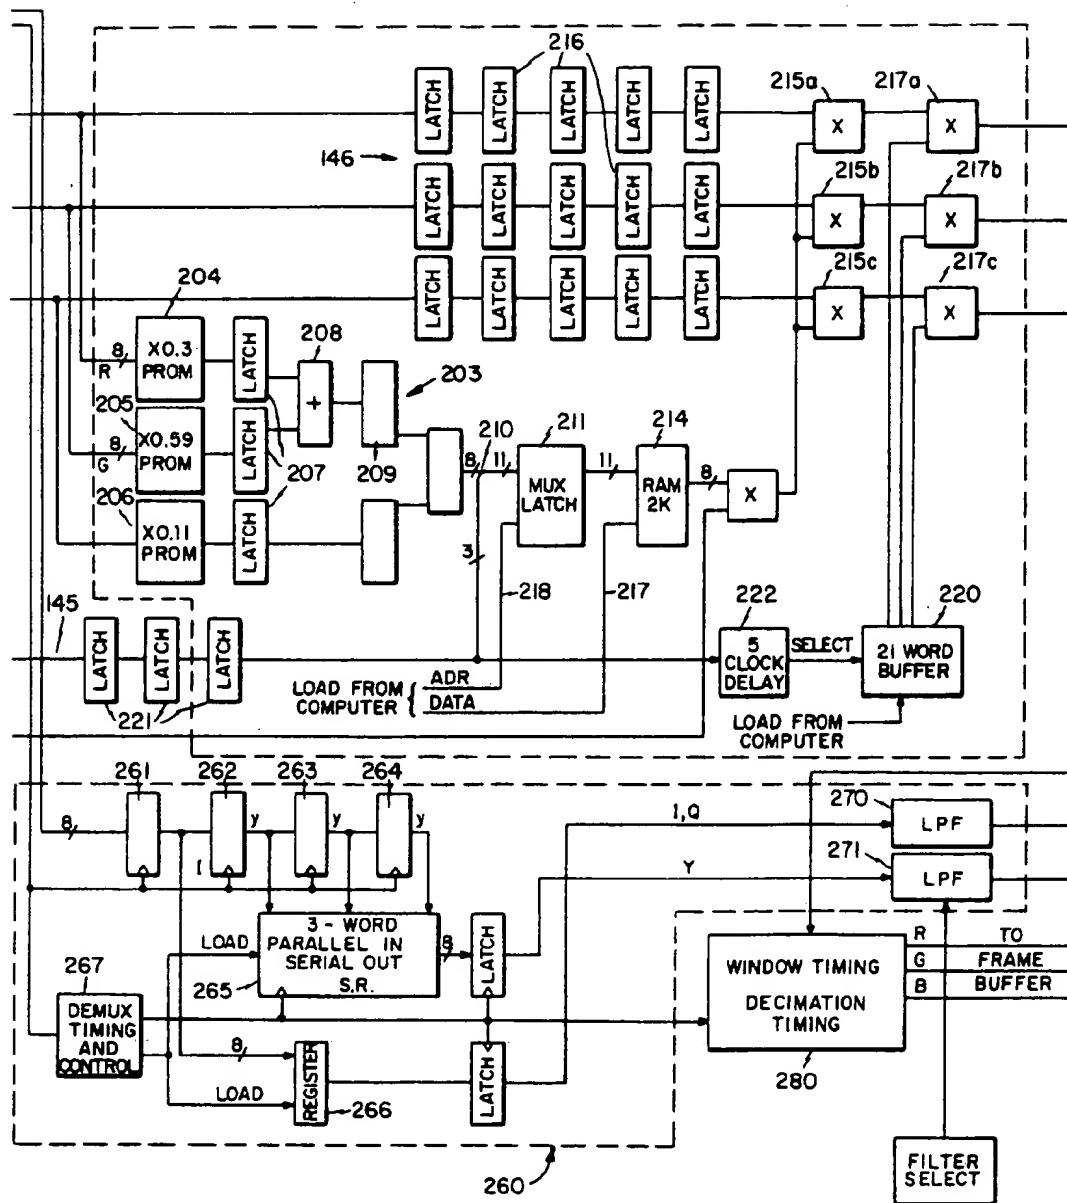 216
215a
217a
LATCH LATCH LATCH LATCH LATCH
X
X
146
215b
217b
LATCH LATCH LATCH LATCH LATCH
X
X
215c
217c
LATCH LATCH LATCH LATCH LATCH
X
X
204
8
R
X0.3
PROM
LATCH
208
+
203
205
8
G
X0.59
PROM
LATCH
207
209
210
8
11
211
MUX
LATCH
11
214
RAM
2K
8
X
206
X0.11
PROM
LATCH
207
3
218
217
145
LATCH LATCH LATCH
221
222
5
CLOCK
DELAY
SELECT
220
21 WORD
BUFFER
LOAD FROM
COMPUTER
ADR
DATA
LOAD FROM
COMPUTER
261
262
263
264
8
I
y
y
y
I,Q
270
LPF
271
Y
LPF
LOAD
3 - WORD
PARALLEL IN
SERIAL OUT
S.R.
265
8
LATCH
267
DEMUX
TIMING
AND
CONTROL
WINDOW TIMING
DECIMATION
TIMING
280
R
G
B
TO
FRAME
BUFFER
8
LOAD
REGISTER
266
LATCH
260
FILTER
SELECT